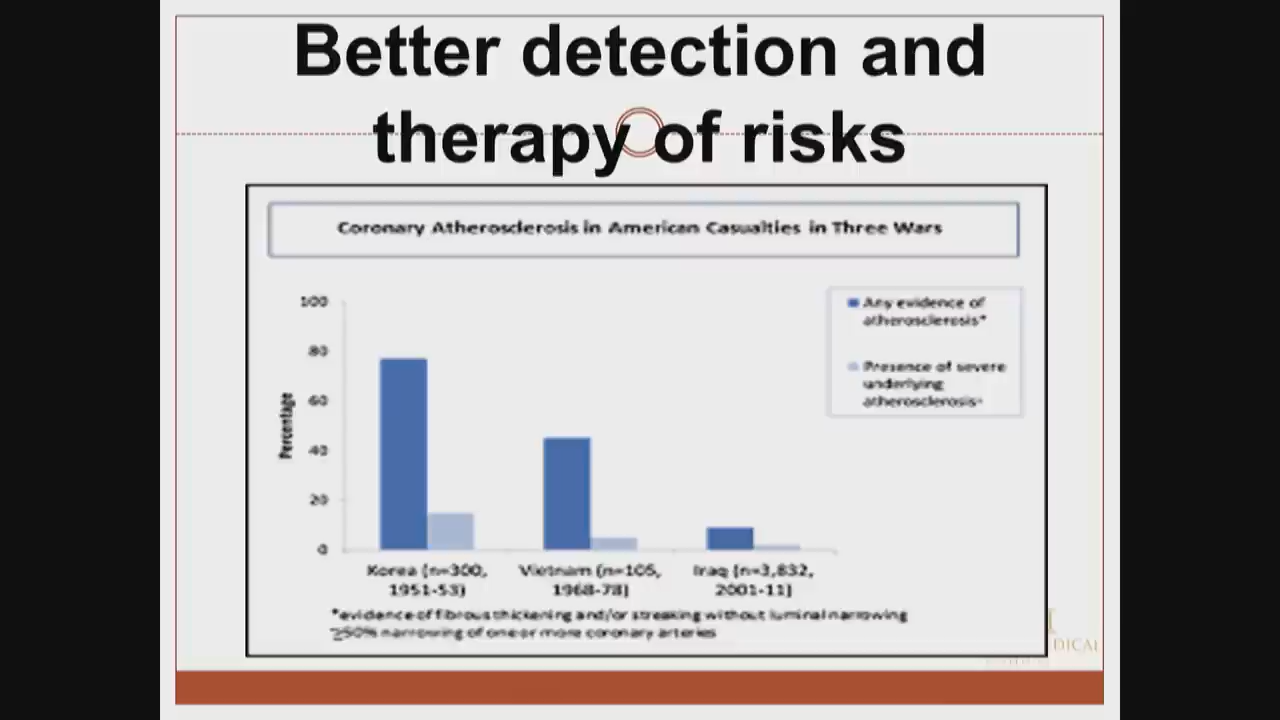 Better detection and
therapy of risks
Coronary Atherosclerosis in American Casualties in Three Wars
100
80
60
40
20
0
Percentage
Any evidence of
atherosclerosis*
Presence of severe
underlying
atherosclerosis
Korea (n=300,
1951-53)
Vietnam (n=105,
1968-78)
Iraq (n=3,832,
2001-11)
*evidence of fibrous thickening and/or streaking without luminal narrowing
≥50% narrowing of one or more coronary arteries
DICAL